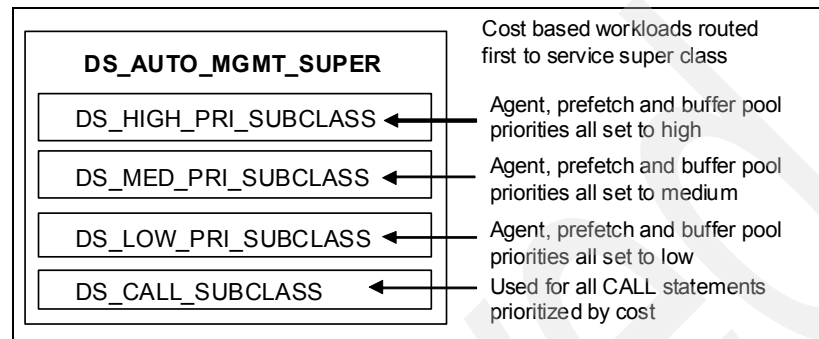 Cost based workloads routed
first to service super class
DS_AUTO_MGMT_SUPER
DS_HIGH_PRI_SUBCLASS
Agent, prefetch and buffer pool
priorities all set to high
DS_MED_PRI_SUBCLASS
Agent, prefetch and buffer pool
priorities all set to medium
DS_LOW_PRI_SUBCLASS
Agent, prefetch and buffer pool
priorities all set to low
DS_CALL_SUBCLASS
Used for all CALL statements
prioritized by cost